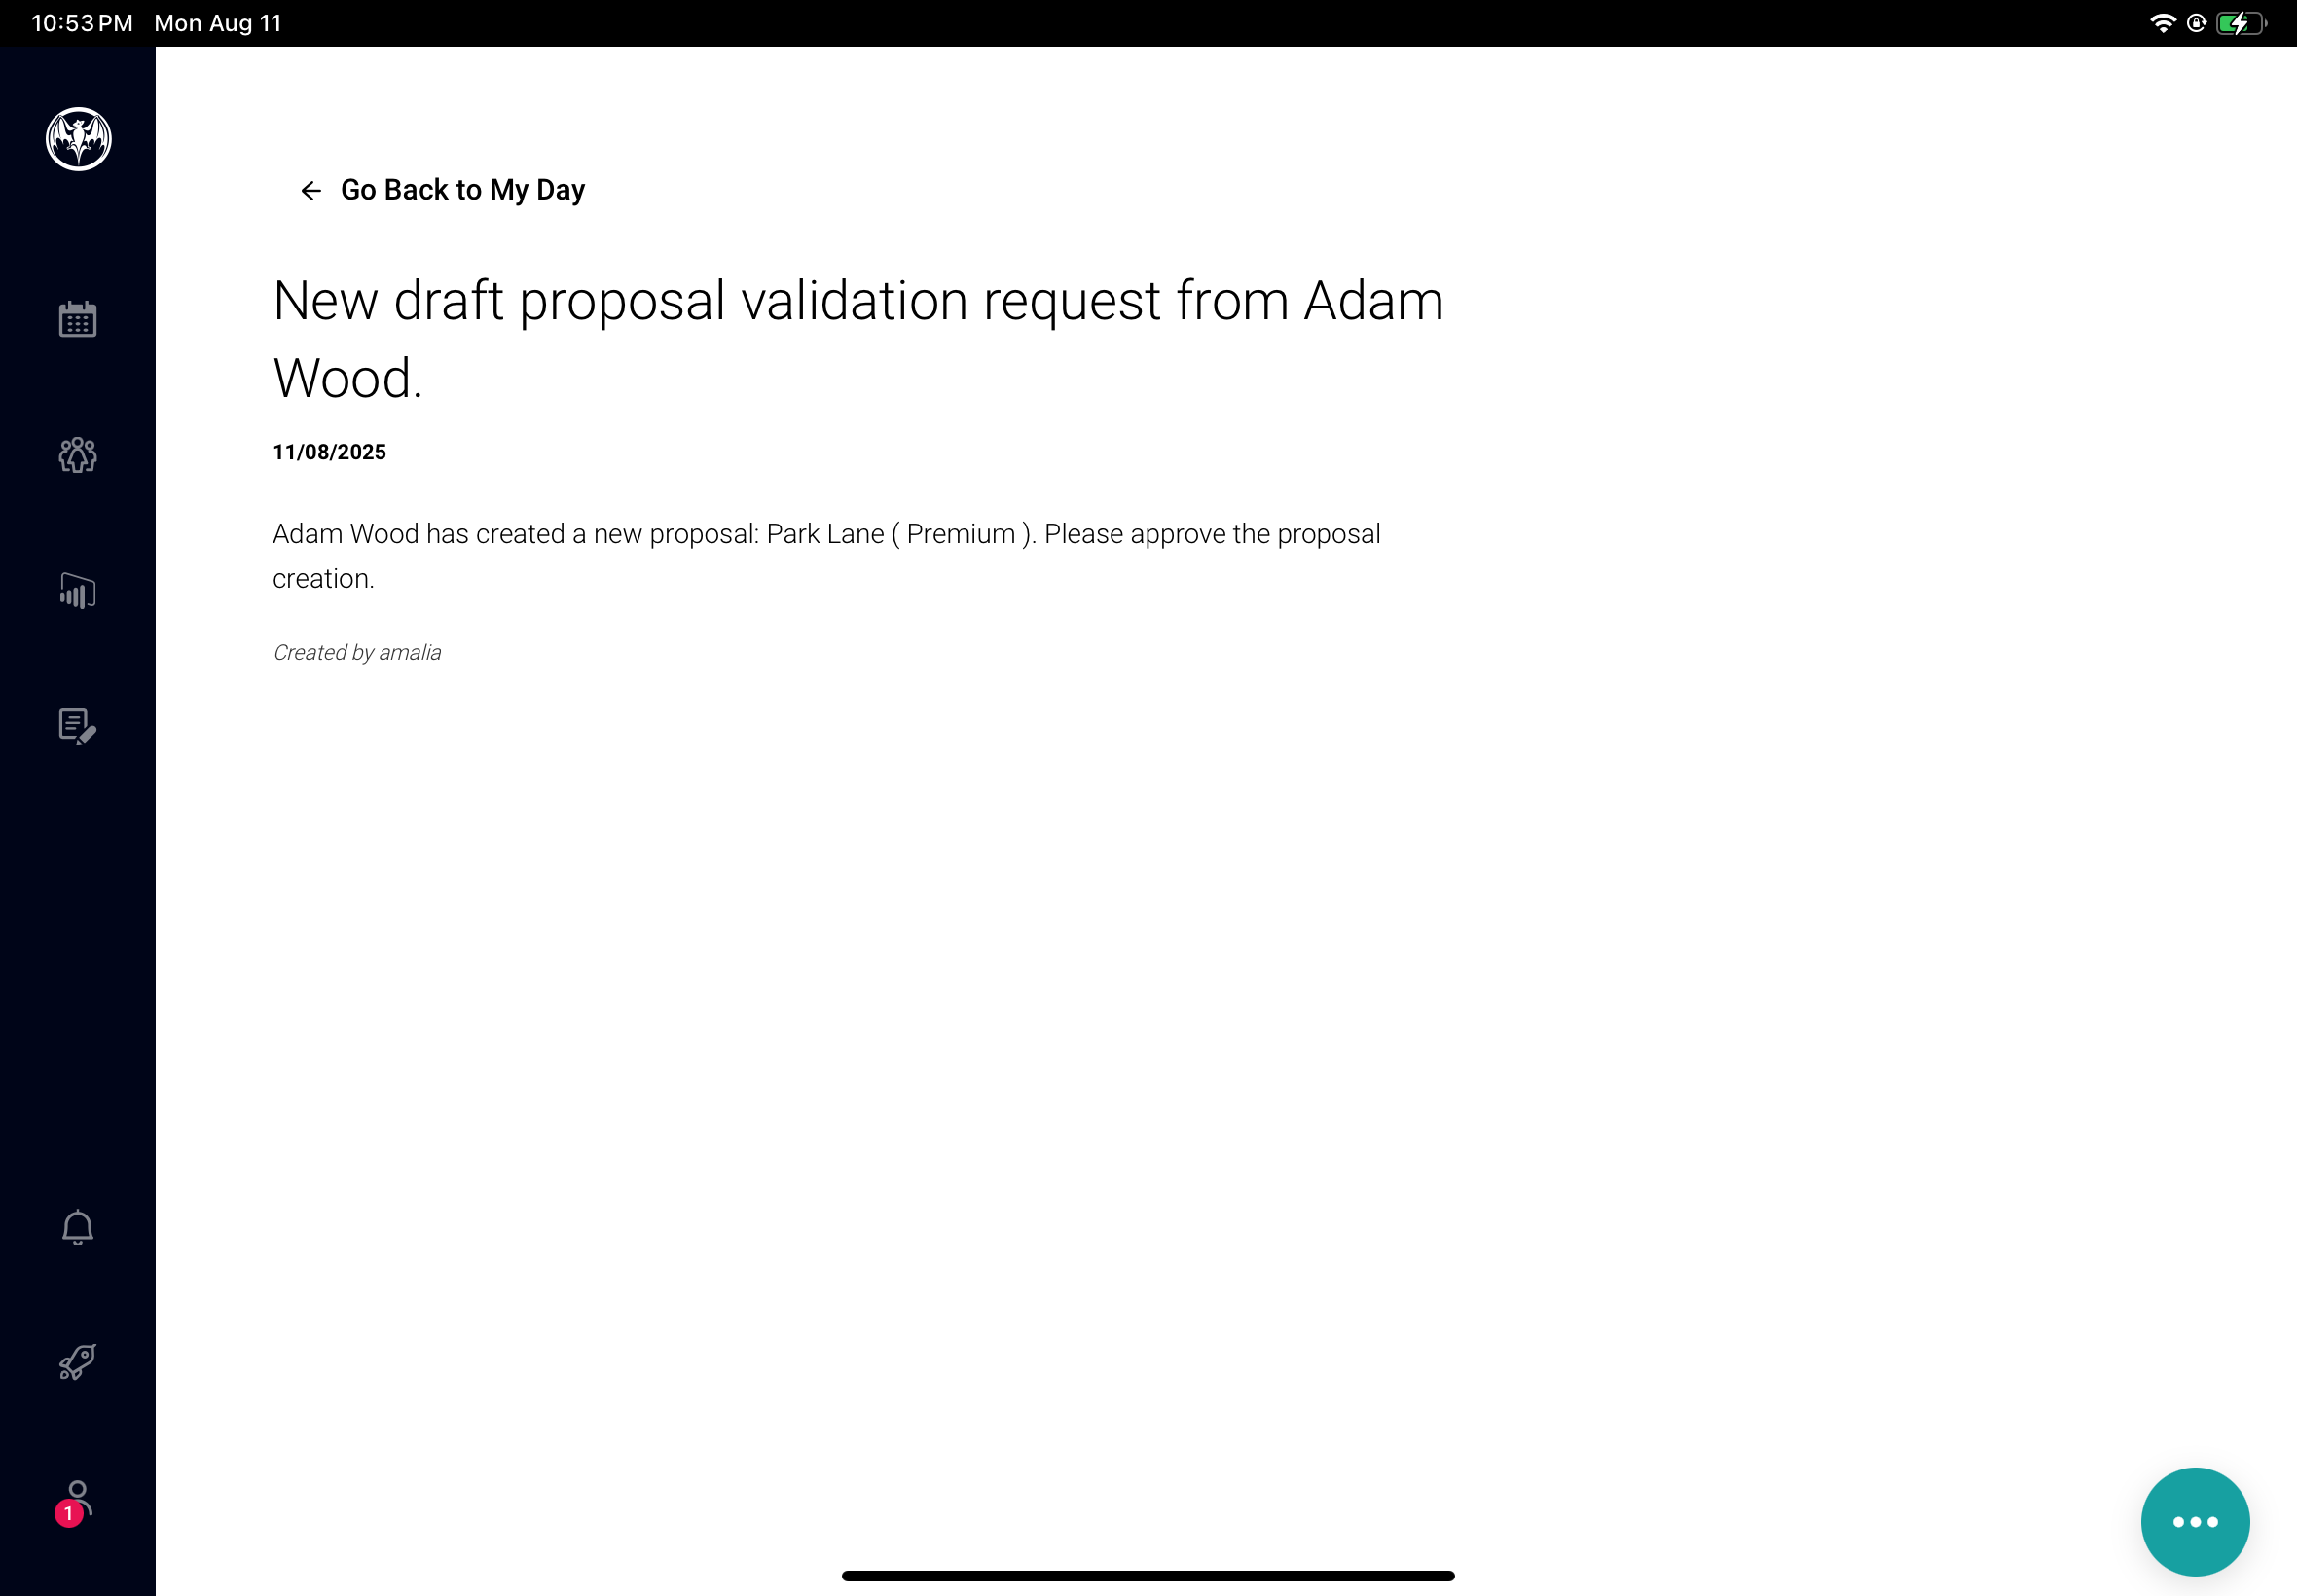 10:53 PM Mon Aug 11
Go Back to My Day
New draft proposal validation request from Adam
Wood.
11/08/2025
Adam Wood has created a new proposal: Park Lane ( Premium ). Please approve the proposal
creation.
Created by amalia
1